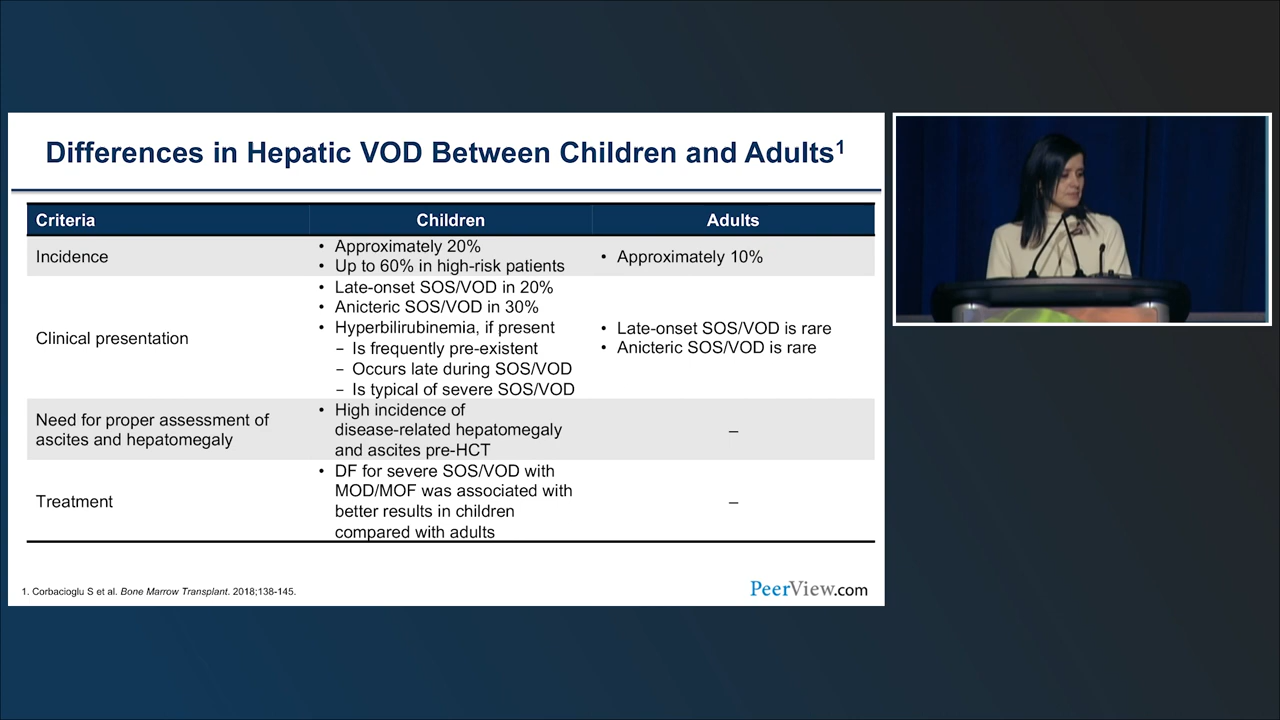 Differences in Hepatic VOD Between Children and Adults1
Criteria
Children
Adults
Incidence
• Approximately 20%
• Up to 60% in high-risk patients
• Approximately 10%
Clinical presentation
• Late-onset SOS/VOD in 20%
• Anicteric SOS/VOD in 30%
• Hyperbilirubinemia, if present
– Is frequently pre-existent
– Occurs late during SOS/VOD
– Is typical of severe SOS/VOD
• Late-onset SOS/VOD is rare
• Anicteric SOS/VOD is rare
Need for proper assessment of
ascites and hepatomegaly
• High incidence of
disease-related hepatomegaly
and ascites pre-HCT
–
Treatment
• DF for severe SOS/VOD with
MOD/MOF was associated with
better results in children
compared with adults
–
1. Corbacioglu S et al. Bone Marrow Transplant. 2018;138-145.
PeerView.com